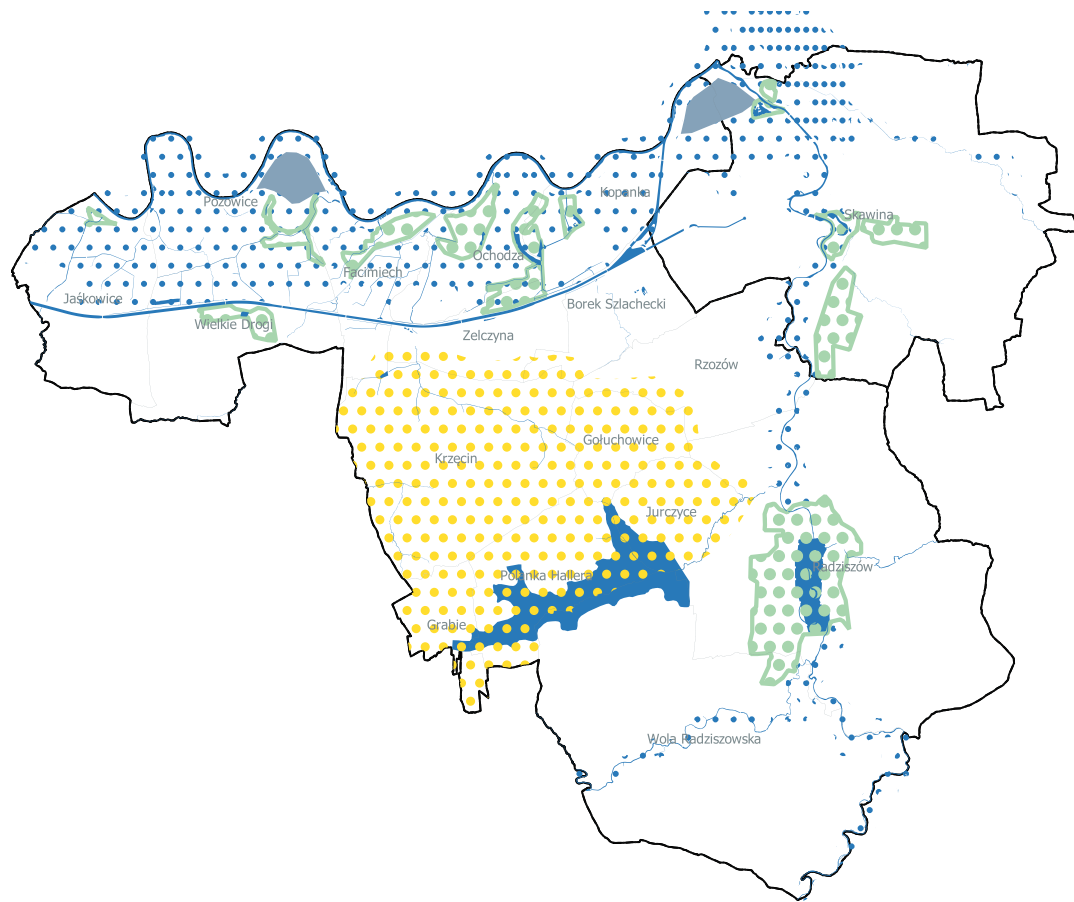 Kopanka
Pozowice
Skawina
Ochodza
Facimiech
Jaśkowice
Borek Szlachecki
Wielkie Drogi
Zelczyna
Rzozów
Gołuchowice
Krzęcin
Jurczyce
Radziszów
Polanka Hallera
Grabie
Wola Radziszowska